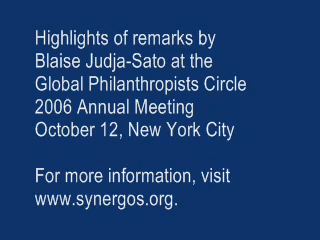 Highlights of remarks by
Blaise Judja-Sato at the
Global Philanthropists Circle
2006 Annual Meeting
October 12, New York City
For more information, visit
www.synergos.org.